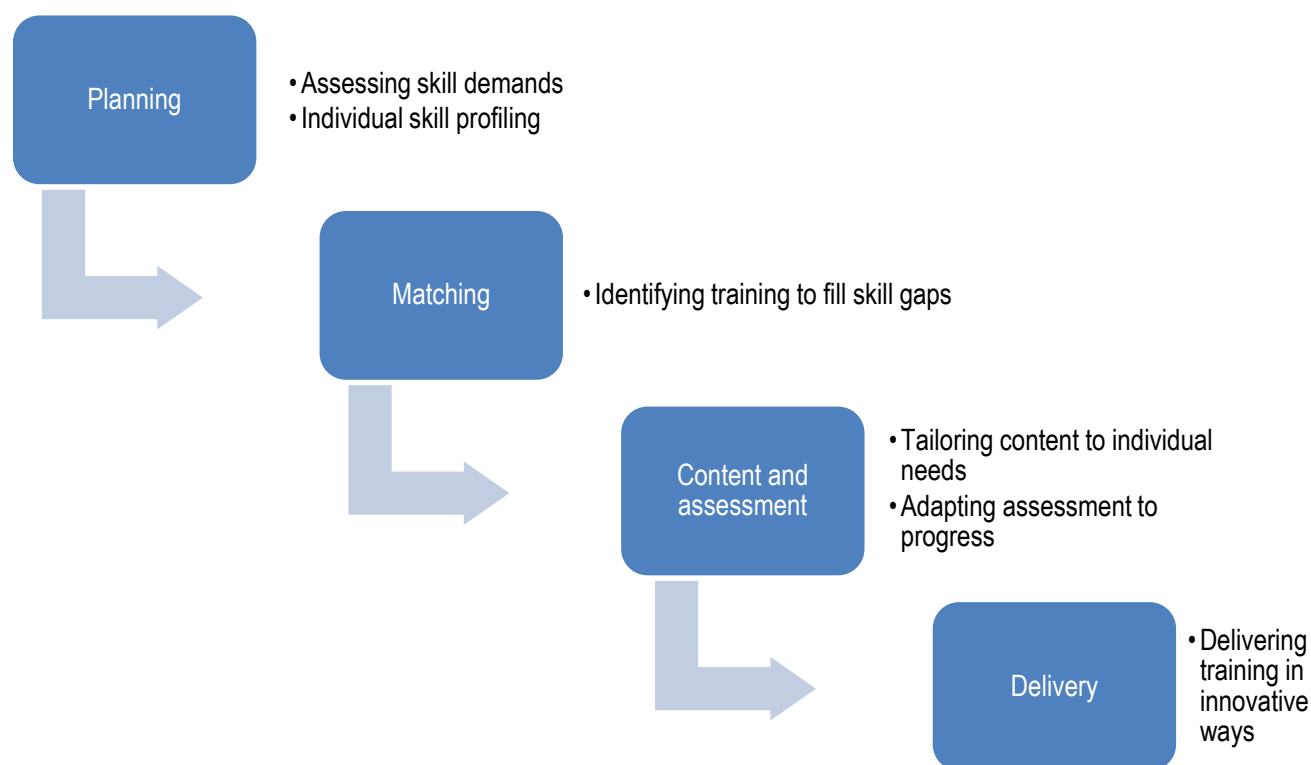 Planning
• Assessing skill demands
• Individual skill profiling
Matching
• Identifying training to fill skill gaps
Content and
assessment
• Tailoring content to individual
needs
• Adapting assessment to
progress
Delivery
• Delivering
training in
innovative
ways